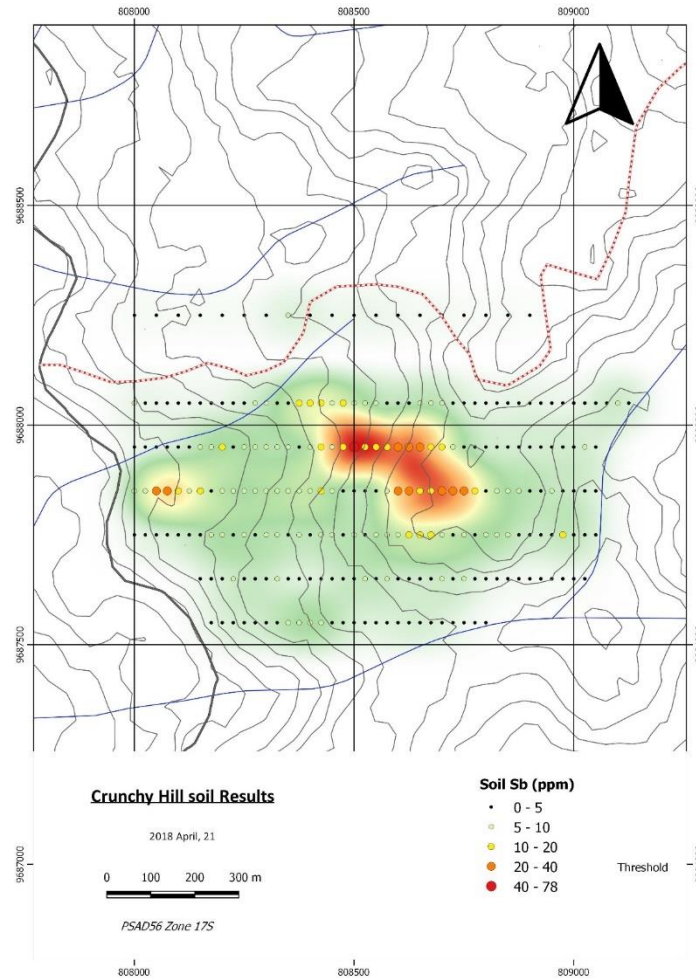 808000 808500 809000
9688500
9688000
9687500
9687000
Crunchy Hill soil Results
2018 April, 21
0 100 200 300 m
PSAD56 Zone 17S
Soil Sb (ppm)
0 - 5
5 - 10
10 - 20
20 - 40
Threshold
40 - 78
808000 808500 809000